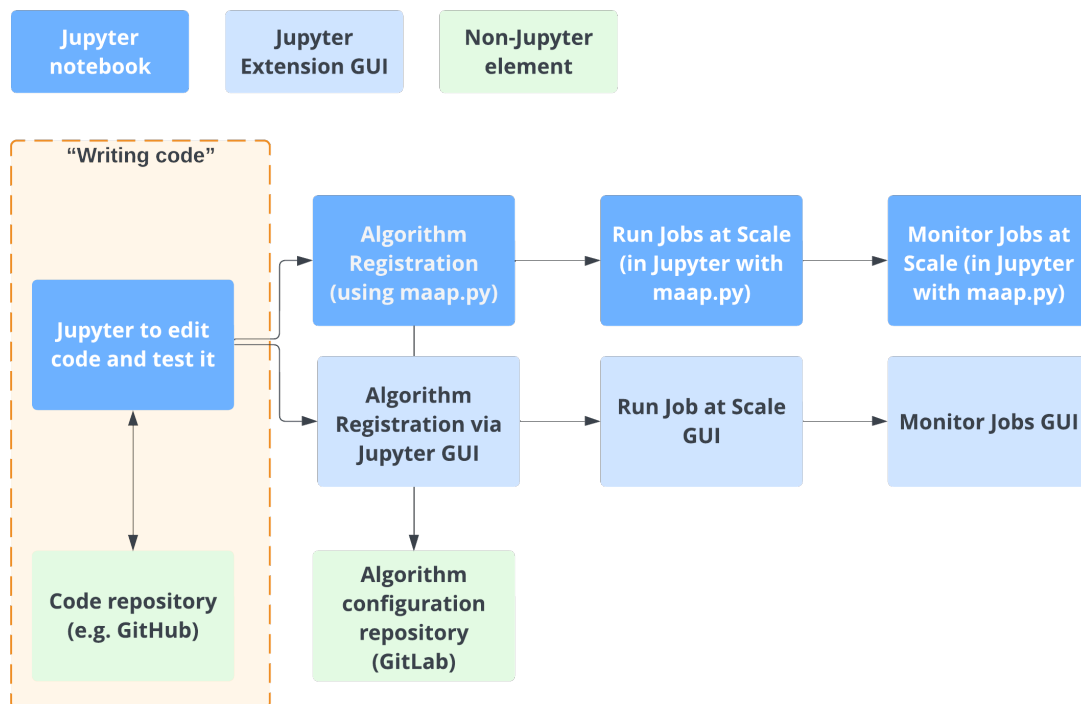 Jupyter
notebook
Jupyter
Extension GUI
Non-Jupyter
element
“Writing code”
Jupyter to edit
code and test it
Code repository
(e.g. GitHub)
Algorithm
Registration
(using maap.py)
Run Jobs at Scale
(in Jupyter with
maap.py)
Monitor Jobs at
Scale (in Jupyter
with maap.py)
Algorithm
Registration via
Jupyter GUI
Run Job at Scale
GUI
Monitor Jobs GUI
Algorithm
configuration
repository
(GitLab)